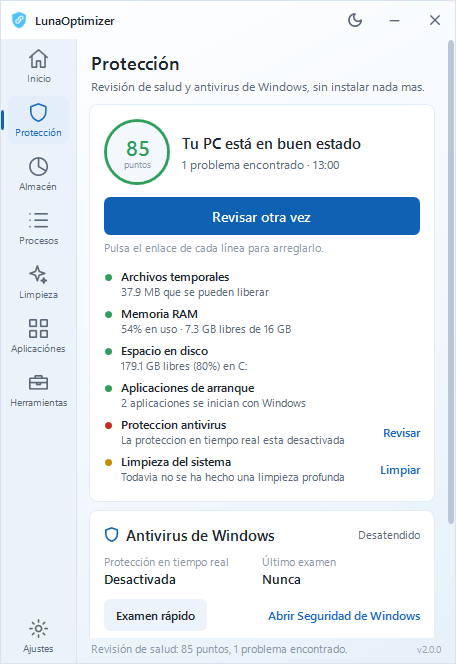 LunaOptimizer
Inicio
Protección
Almacén
Procesos
Limpieza
Aplicaciónes
Herramientas
Ajustes
Protección
Revisión de salud y antivirus de Windows, sin instalar nada mas.
85
puntos
Tu PC está en buen estado
1 problema encontrado · 13:00
Revisar otra vez
Pulsa el enlace de cada línea para arreglarlo.
Archivos temporales
37.9 MB que se pueden liberar
Memoria RAM
54% en uso · 7.3 GB libres de 16 GB
Espacio en disco
179.1 GB libres (80%) en C:
Aplicaciones de arranque
2 aplicaciones se inician con Windows
Proteccion antivirus
La proteccion en tiempo real esta desactivada
Revisar
Limpieza del sistema
Todavia no se ha hecho una limpieza profunda
Limpiar
Antivirus de Windows
Desatendido
Protección en tiempo real
Desactivada
Último examen
Nunca
Examen rápido
Abrir Seguridad de Windows
Revisión de salud: 85 puntos, 1 problema encontrado.
v2.0.0